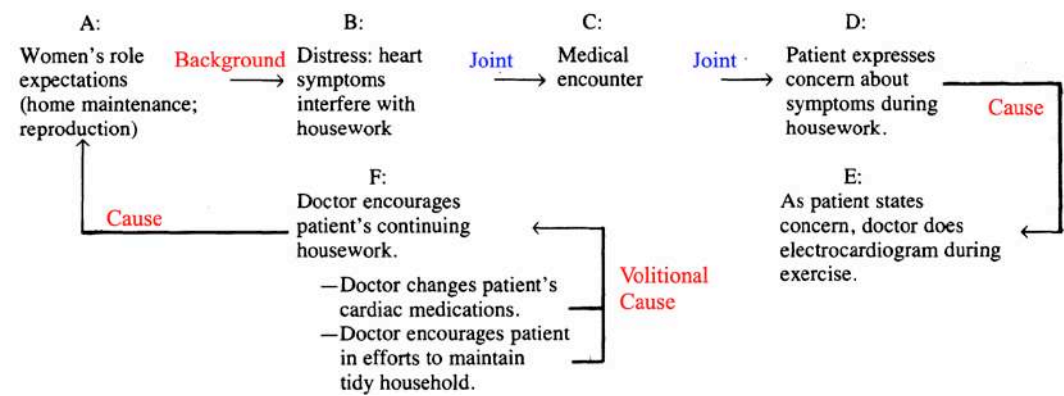 A:
Women's role
expectations
(home maintenance;
reproduction)
Background
B:
Distress: heart
symptoms
interfere with
housework
Joint
C:
Medical
encounter
Joint
D:
Patient expresses
concern about
symptoms during
housework.
Cause
E:
As patient states
concern, doctor does
electrocardiogram during
exercise.
F:
Doctor encourages
patient's continuing
housework.
—Doctor changes patient's
cardiac medications.
—Doctor encourages patient
in efforts to maintain
tidy household.
Volitional
Cause
Cause